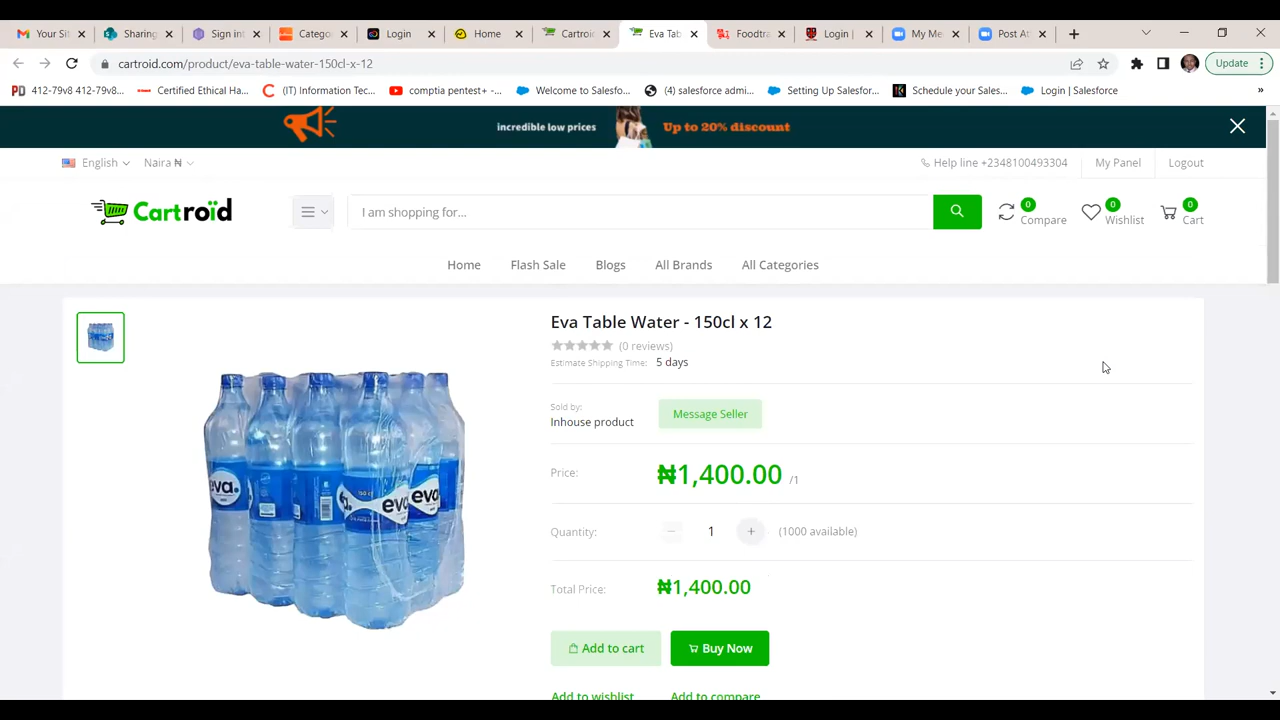 Your Sit
Sharing
Sign int
Catego
Login
Home
Cartroi
Eva Tab
Foodtra
Login |
My Me
Post At
cartroid.com/product/eva-table-water-150cl-x-12
Update
PD 412-79v8 412-79v8...
Certified Ethical Ha...
(IT) Information Tec...
comptia pentest+ -...
Welcome to Salesfo...
(4) salesforce admi...
Setting Up Salesfor...
Schedule your Sales...
Login | Salesforce
»
incredible low prices
Up to 20% discount
English
Naira ₦
Help line +2348100493304
My Panel
Logout
Cartroïd
I am shopping for...
0
Compare
0
Wishlist
0
Cart
Home
Flash Sale
Blogs
All Brands
All Categories
Eva Table Water - 150cl x 12
(0 reviews)
Estimate Shipping Time: 5 days
Sold by:
Inhouse product
Message Seller
Price:
₦1,400.00 /1
Quantity:
1
(1000 available)
Total Price:
₦1,400.00
Add to cart
Buy Now
Add to wishlist
Add to compare
eva.
eva
eva